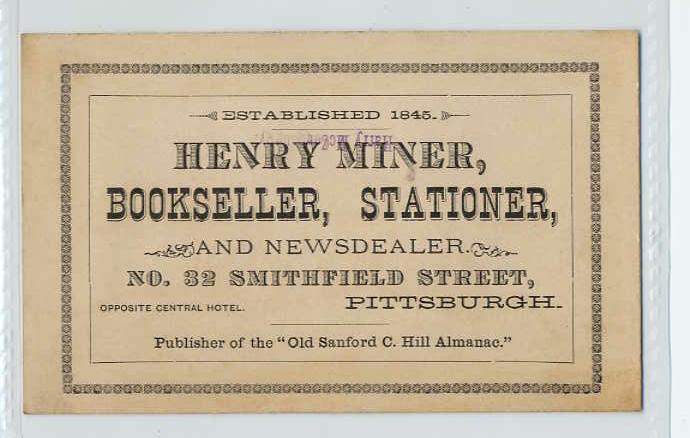 ESTABLISHED 1845.
HENRY MINER,
BOOKSELLER, STATIONER,
AND NEWSDEALER.
NO. 32 SMITHFIELD STREET,
OPPOSITE CENTRAL HOTEL. PITTSBURGH.
Publisher of the "Old Sanford C. Hill Almanac."